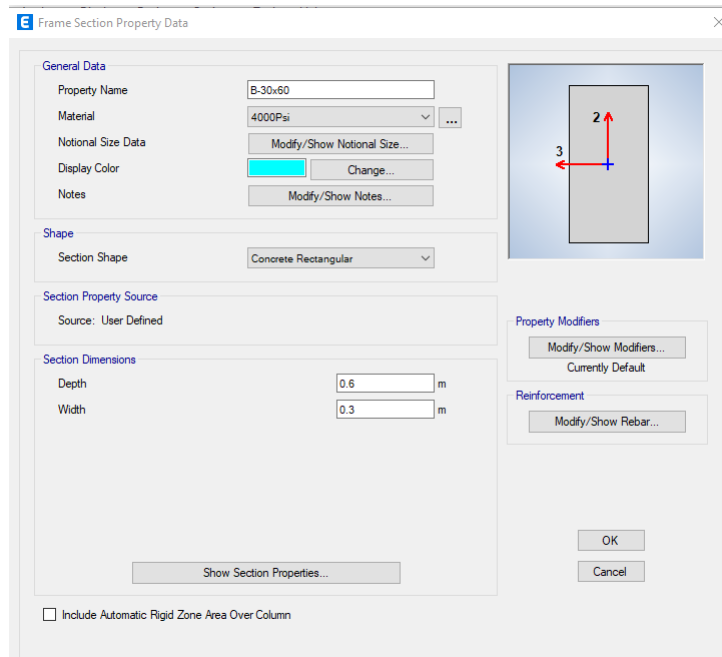 E Frame Section Property Data
General Data
Property Name B-30x60
Material 4000Psi ...
Notional Size Data Modify/Show Notional Size...
Display Color Change...
Notes Modify/Show Notes...
2
3
Shape
Section Shape Concrete Rectangular
Section Property Source
Source: User Defined
Property Modifiers
Modify/Show Modifiers...
Currently Default
Section Dimensions
Depth 0.6 m
Width 0.3 m
Reinforcement
Modify/Show Rebar...
Show Section Properties...
OK
Cancel
Include Automatic Rigid Zone Area Over Column